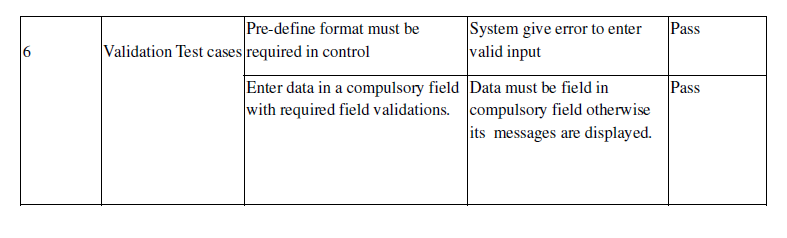 6
Validation Test cases
Pre-define format must be
required in control
System give error to enter
valid input
Pass
Enter data in a compulsory field
with required field validations.
Data must be field in
compulsory field otherwise
its messages are displayed.
Pass